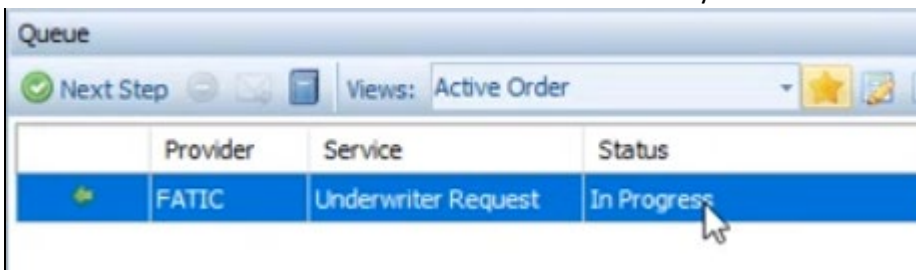 Queue
Next Step Views: Active Order
Provider Service Status
FATIC Underwriter Request In Progress